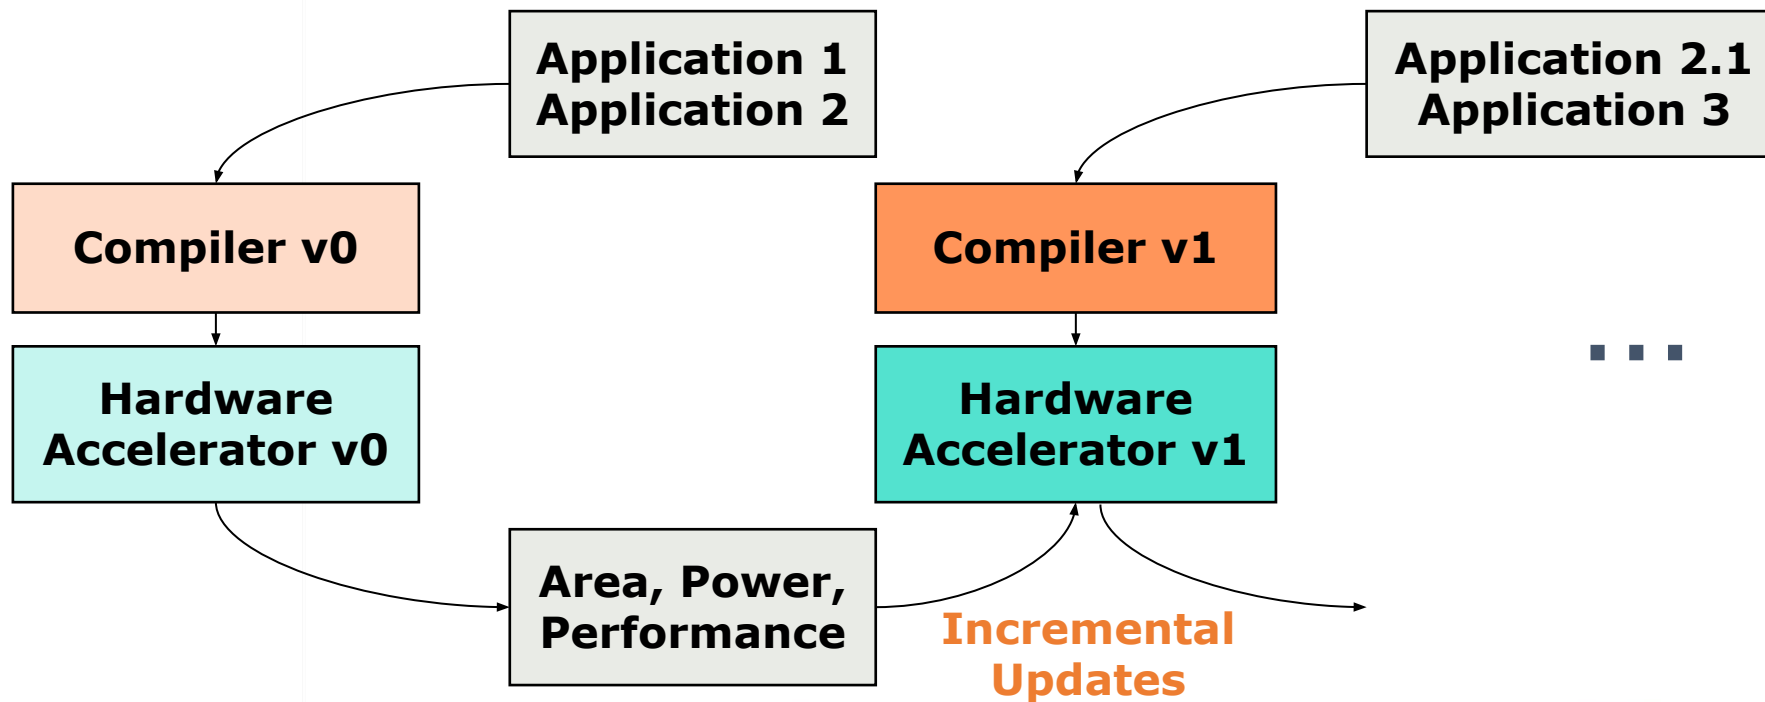 Application 1
Application 2
Application 2.1
Application 3
Compiler v0
Compiler v1
Hardware
Accelerator v0
Hardware
Accelerator v1
...
Area, Power,
Performance
Incremental
Updates